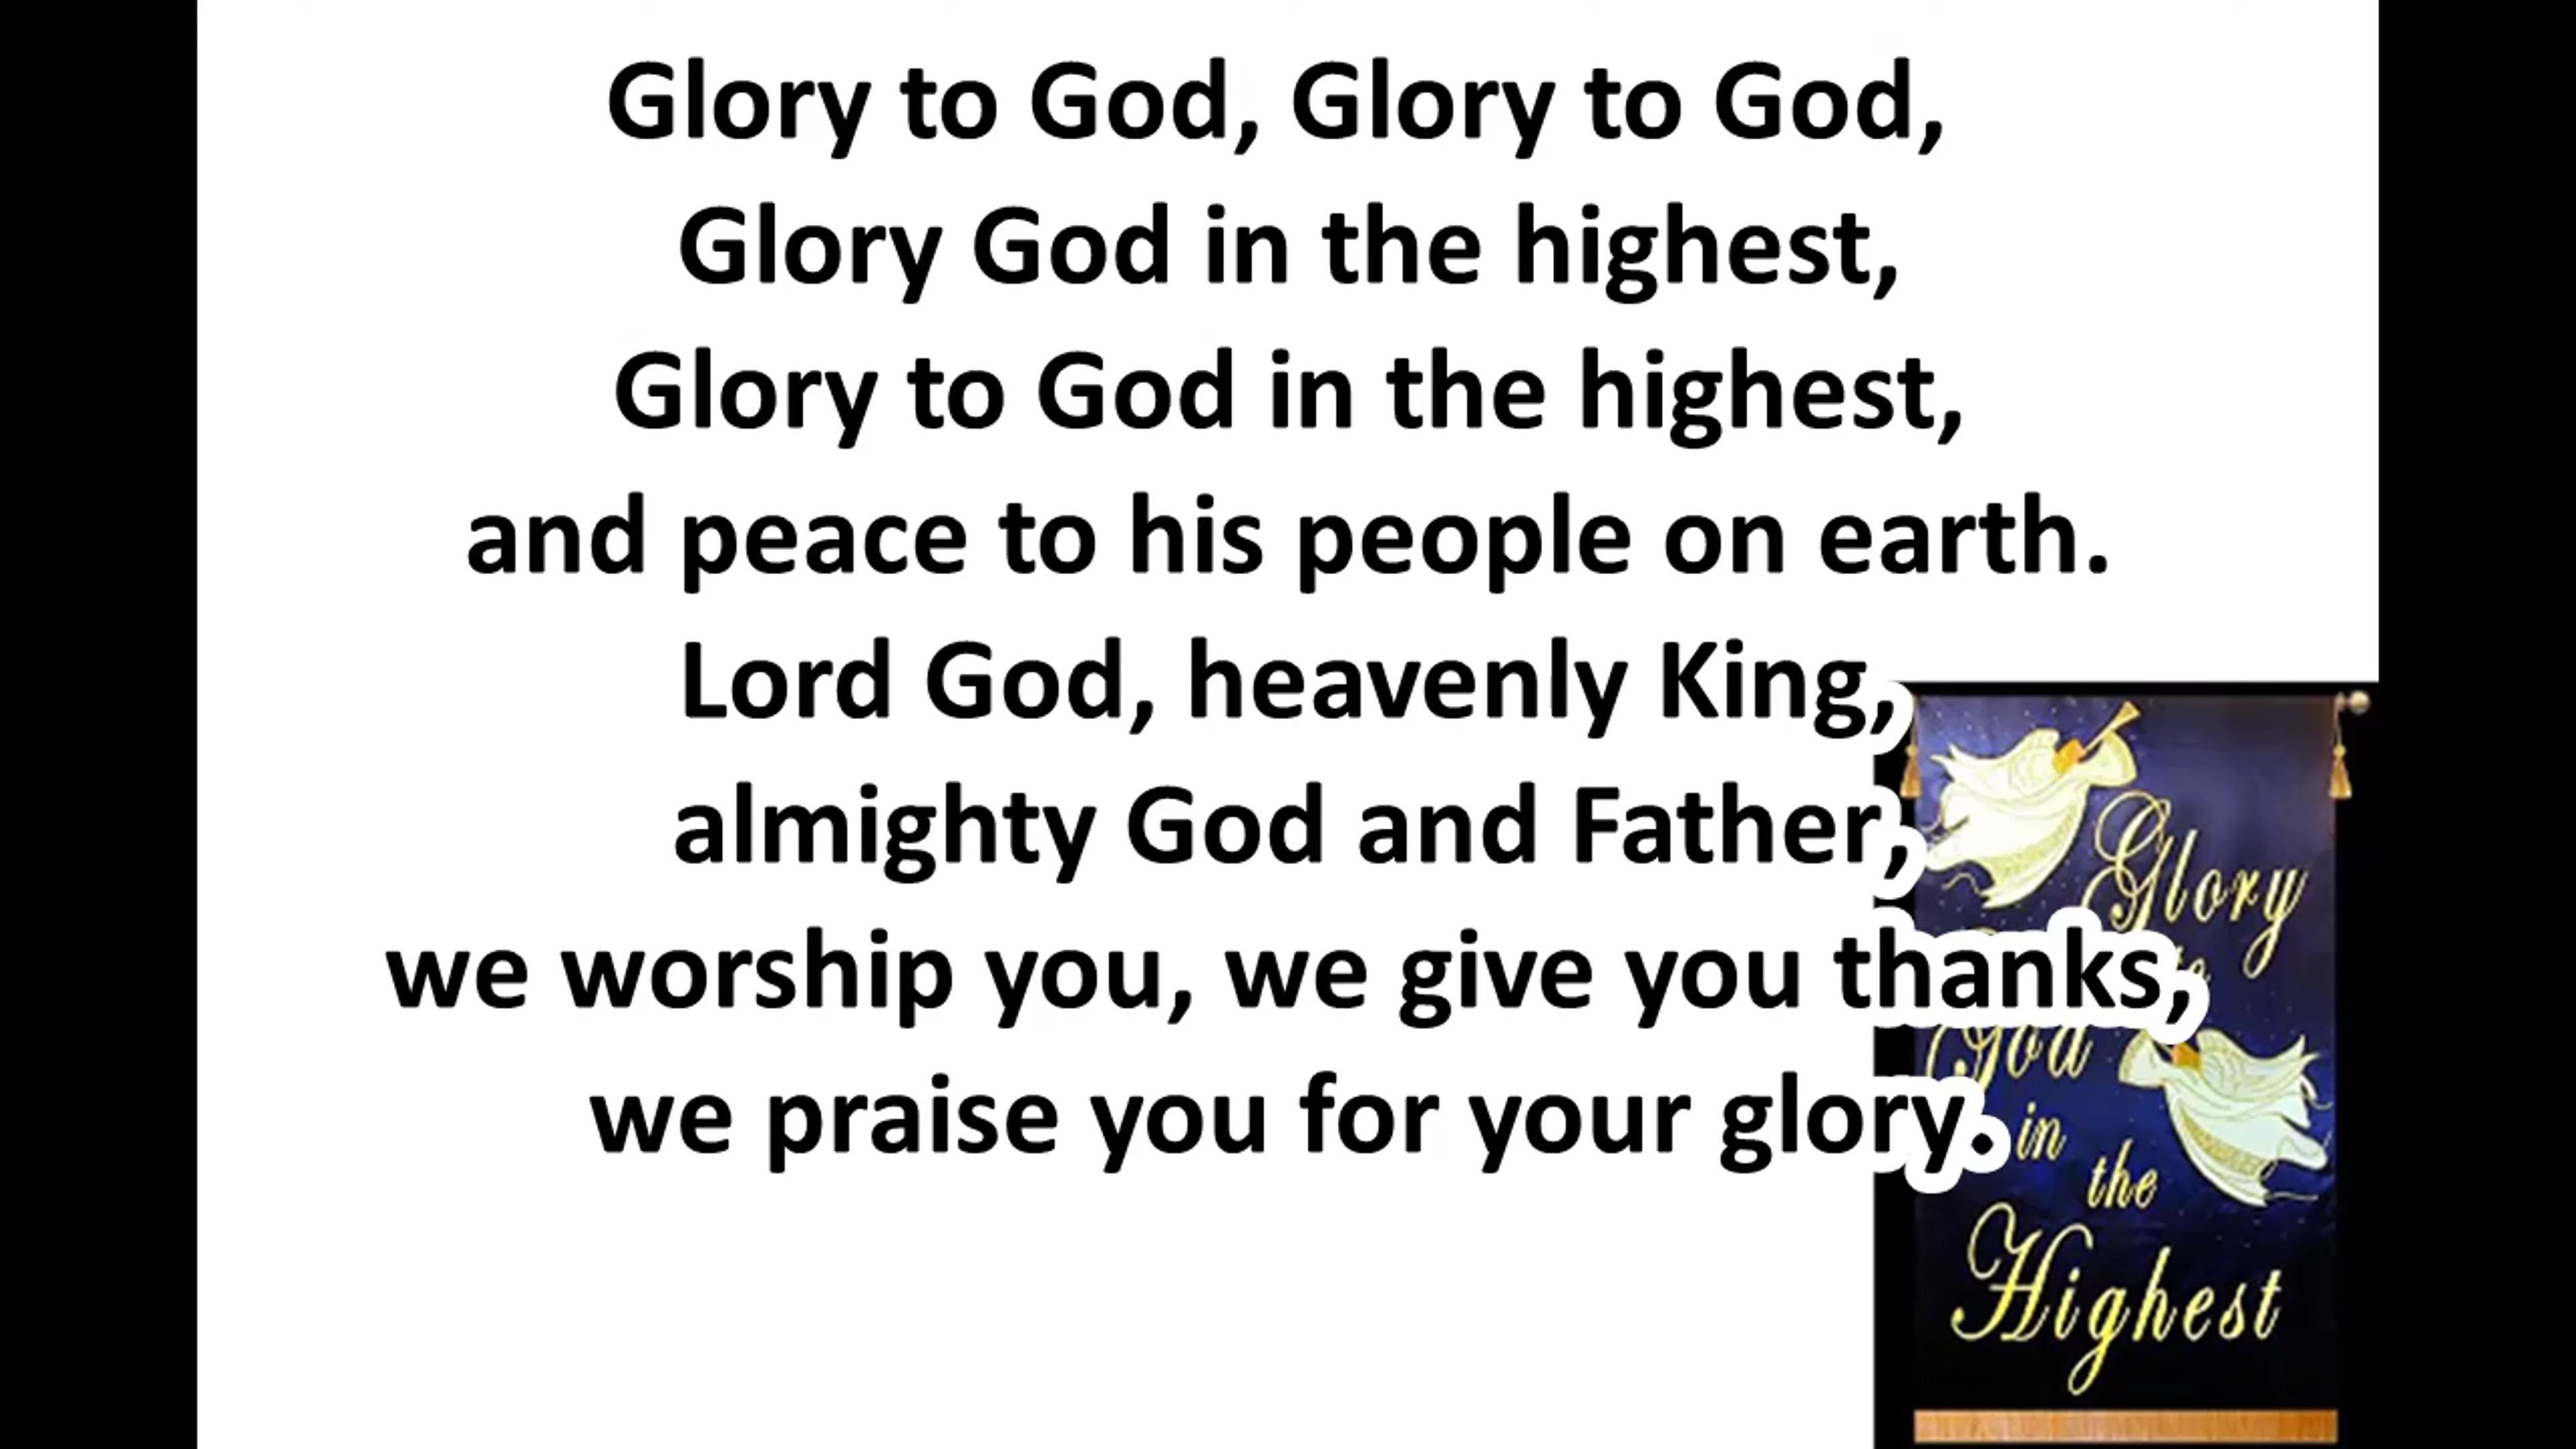 Glory to God, Glory to God,
Glory God in the highest,
Glory to God in the highest,
and peace to his people on earth.
Lord God, heavenly King,
almighty God and Father,
we worship you, we give you thanks,
we praise you for your glory.
Glory
God
in
the
Highest